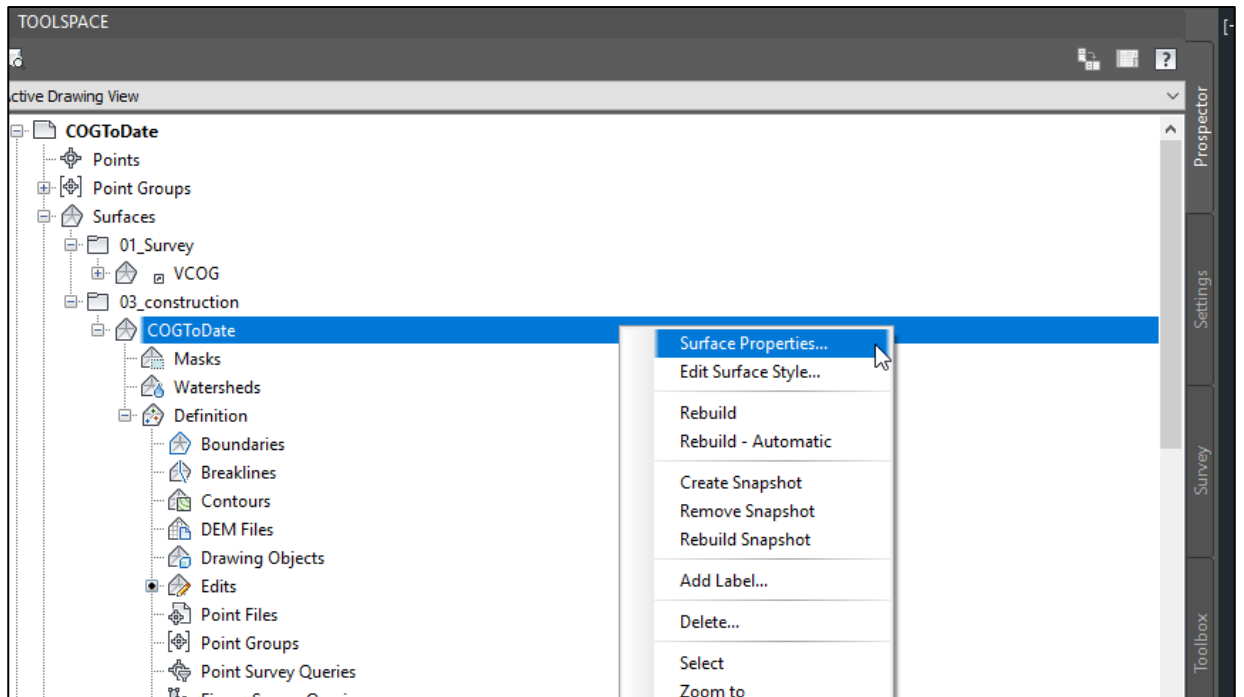 TOOLSPACE
Active Drawing View
COGToDate
Points
Point Groups
Surfaces
01_Survey
VCOG
03_construction
COGToDate
Masks
Watersheds
Definition
Boundaries
Breaklines
Contours
DEM Files
Drawing Objects
Edits
Point Files
Point Groups
Point Survey Queries
Surface Properties...
Edit Surface Style...
Rebuild
Rebuild - Automatic
Create Snapshot
Remove Snapshot
Rebuild Snapshot
Add Label...
Delete...
Select
Zoom to
?
Prospector
Settings
Survey
Toolbox
[-